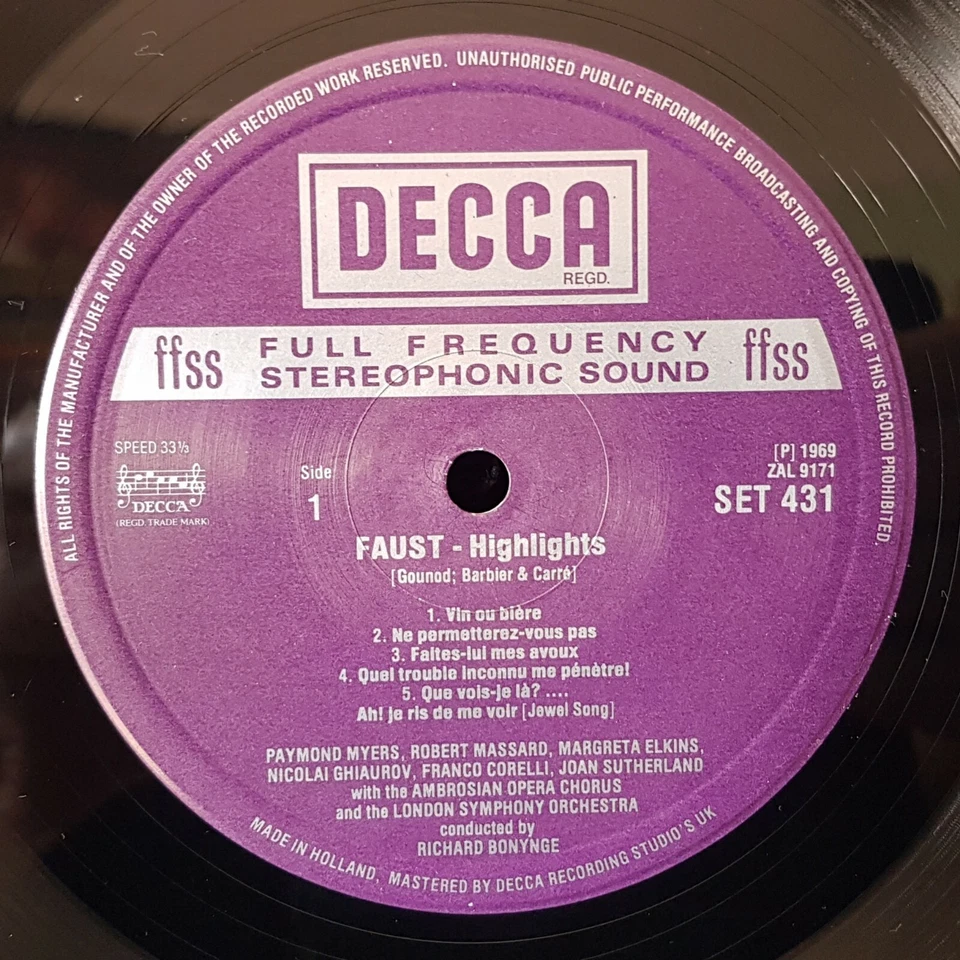 ALL RIGHTS OF THE MANUFACTURER AND OF THE OWNER OF THE RECORDED WORK RESERVED. UNAUTHORISED PUBLIC PERFORMANCE BROADCASTING AND COPYING OF THIS RECORD PROHIBITED.
DECCA
REGD.
ffss FULL FREQUENCY ffss
STEREOPHONIC SOUND
SPEED 33⅓
DECCA
(REGD. TRADE MARK)
Side
1
[P] 1969
ZAL 9171
SET 431
FAUST - Highlights
[Gounod; Barbier & Carré]
1. Vin ou bière
2. Ne permetterez-vous pas
3. Faites-lui mes avoux
4. Quel trouble inconnu me pénètre!
5. Que vois-je là? ....
Ah! je ris de me voir [Jewel Song]
PAYMOND MYERS, ROBERT MASSARD, MARGRETA ELKINS,
NICOLAI GHIAUROV, FRANCO CORELLI, JOAN SUTHERLAND
with the AMBROSIAN OPERA CHORUS
and the LONDON SYMPHONY ORCHESTRA
conducted by
RICHARD BONYNGE
MADE IN HOLLAND, MASTERED BY DECCA RECORDING STUDIO'S UK